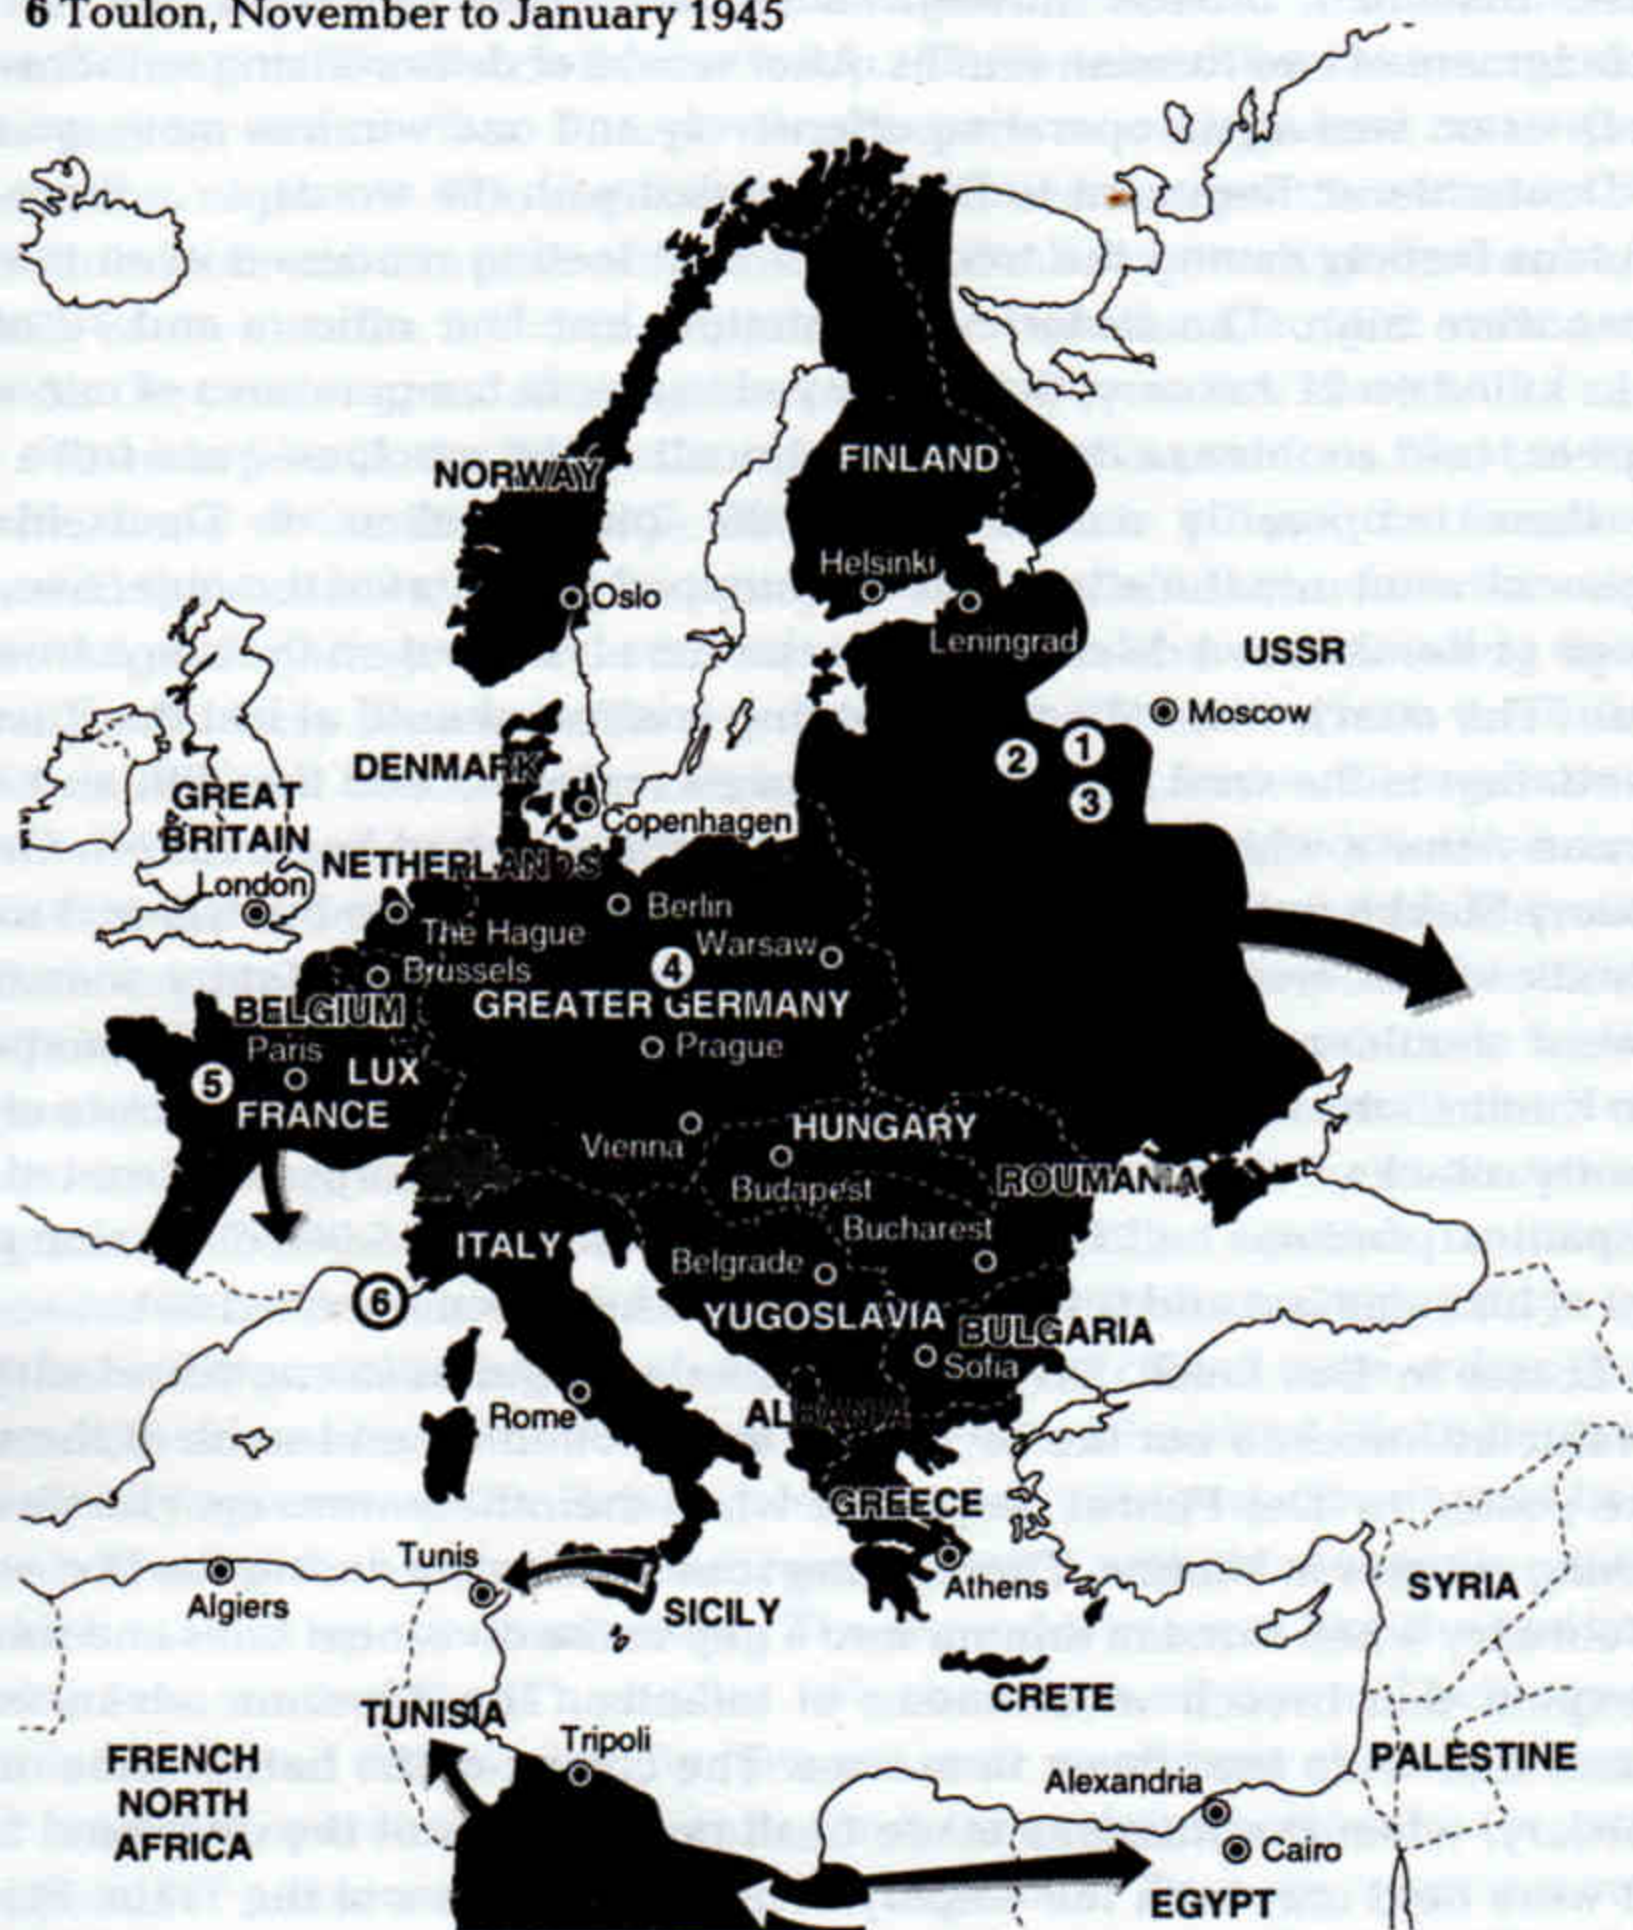 6 Toulon, November to January 1945
NORWAY
FINLAND
Helsinki
Oslo
Leningrad
USSR
Moscow
2
1
3
DENMARK
GREAT
BRITAIN
Copenhagen
NETHERLANDS
London
Berlin
The Hague
Warsaw
4
Brussels
BELGIUM
GREATER GERMANY
Paris
Prague
5
LUX
FRANCE
HUNGARY
Vienna
Budapest
ROUMANIA
Bucharest
ITALY
Belgrade
6
YUGOSLAVIA
BULGARIA
Sofia
Rome
ALBANIA
GREECE
Tunis
Athens
SYRIA
Algiers
SICILY
CRETE
TUNISIA
Tripoli
FRENCH
NORTH
AFRICA
PALESTINE
Alexandria
Cairo
EGYPT